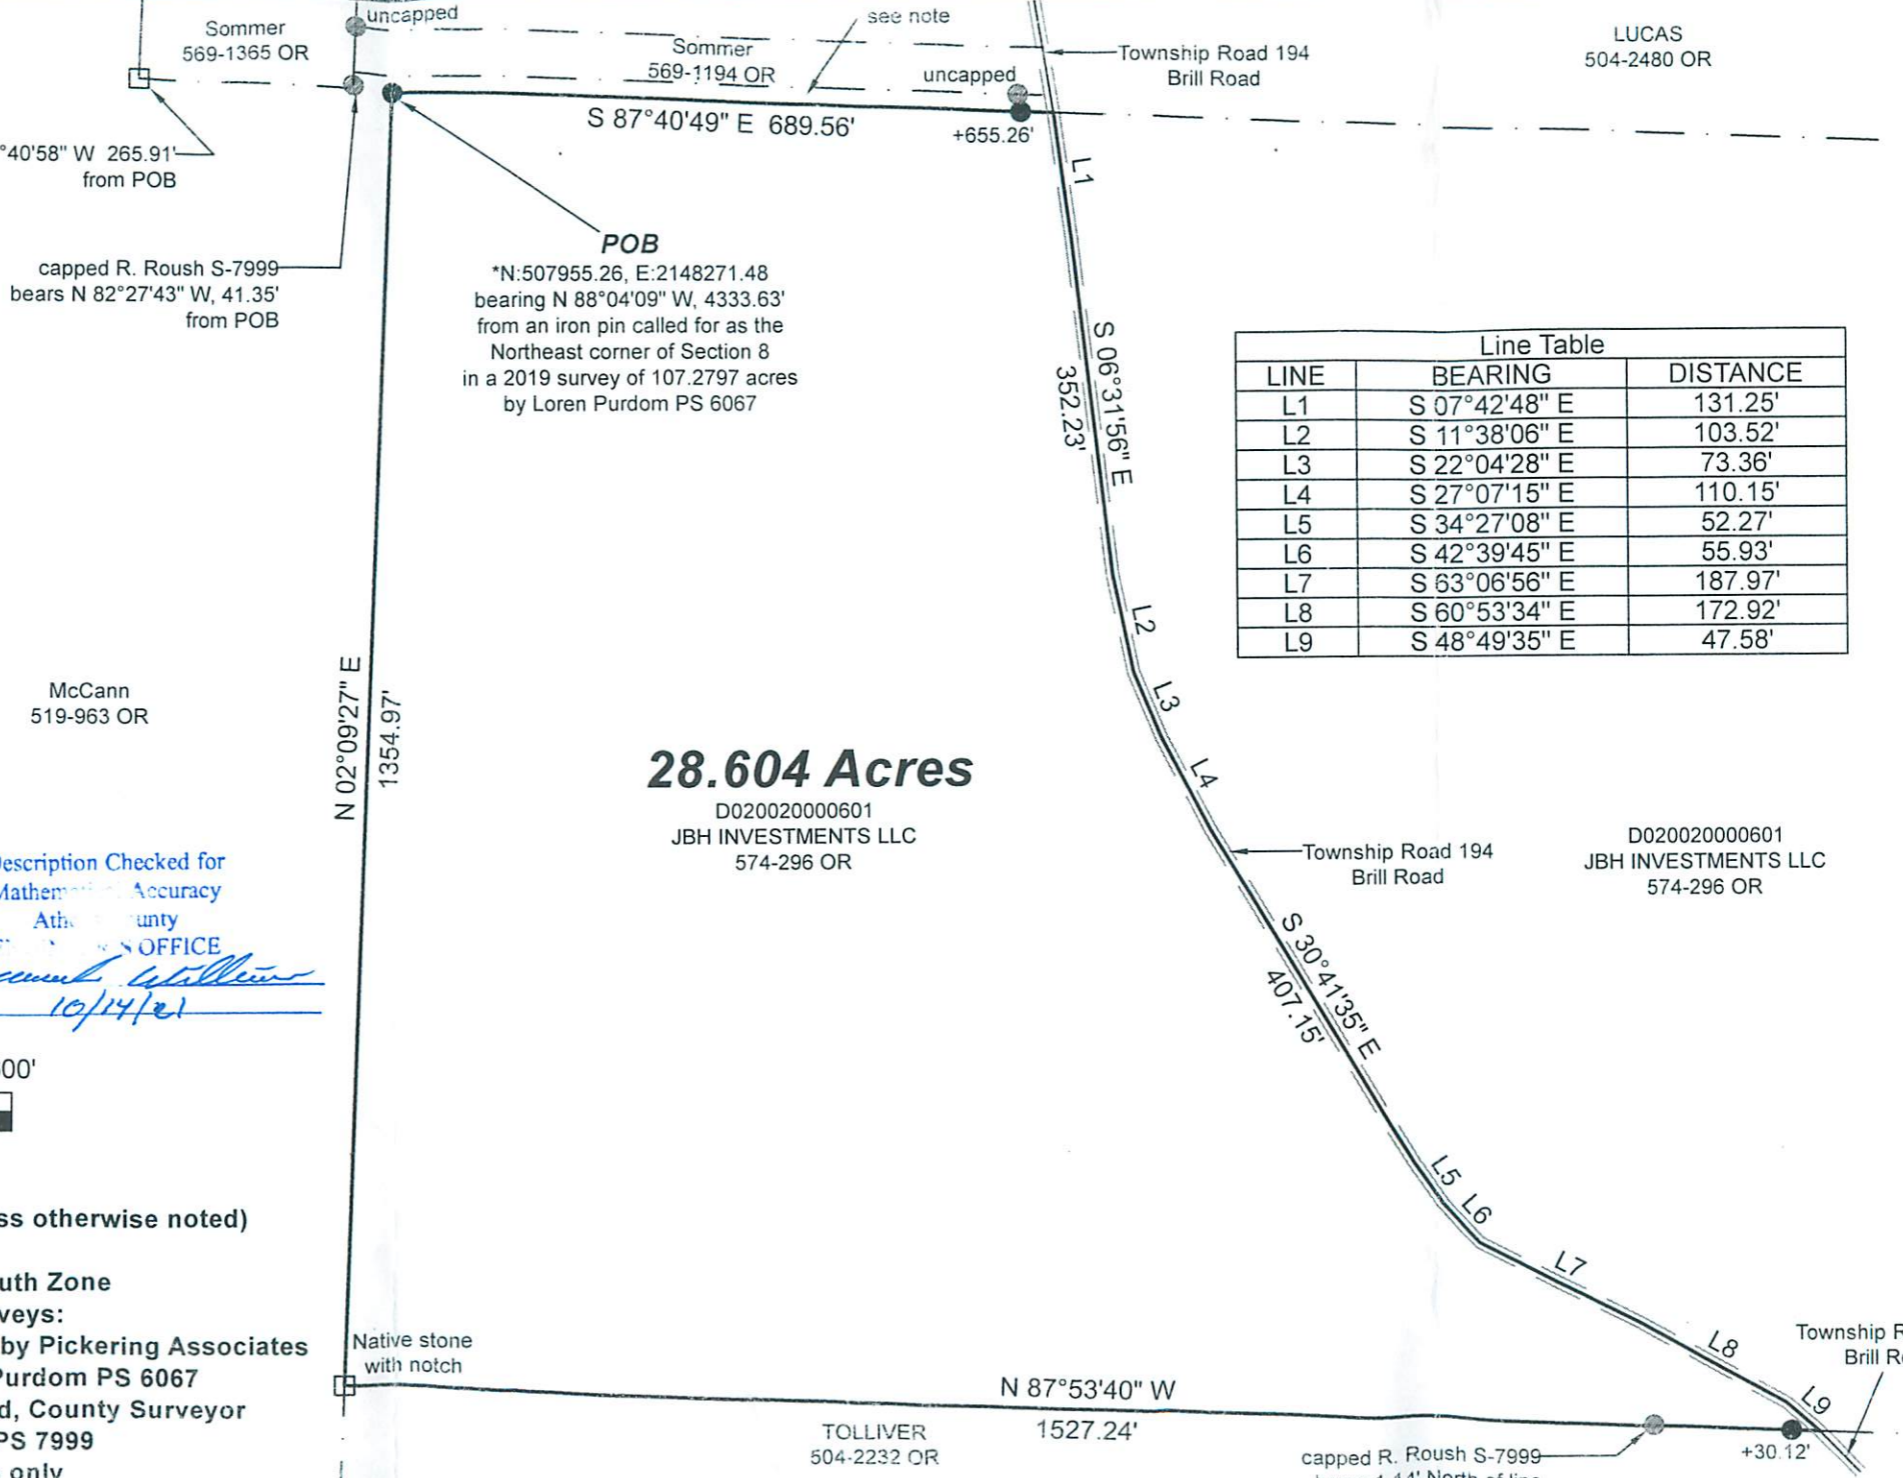 Sommer
569-1365 OR
uncapped
see note
Sommer
569-1194 OR
uncapped
Township Road 194
Brill Road
LUCAS
504-2480 OR
S 87°40'49" E 689.56'
+655.26'
°40'58" W 265.91'
from POB
capped R. Roush S-7999
bears N 82°27'43" W, 41.35'
from POB
POB
*N:507955.26, E:2148271.48
bearing N 88°04'09" W, 4333.63'
from an iron pin called for as the
Northeast corner of Section 8
in a 2019 survey of 107.2797 acres
by Loren Purdom PS 6067
L1
S 06°31'56" E
352.23'
Line Table
LINE BEARING DISTANCE
L1 S 07°42'48" E 131.25'
L2 S 11°38'06" E 103.52'
L3 S 22°04'28" E 73.36'
L4 S 27°07'15" E 110.15'
L5 S 34°27'08" E 52.27'
L6 S 42°39'45" E 55.93'
L7 S 63°06'56" E 187.97'
L8 S 60°53'34" E 172.92'
L9 S 48°49'35" E 47.58'
L2
L3
L4
McCann
519-963 OR
N 02°09'27" E
1354.97'
28.604 Acres
D020020000601
JBH INVESTMENTS LLC
574-296 OR
Township Road 194
Brill Road
D020020000601
JBH INVESTMENTS LLC
574-296 OR
escription Checked for
Accuracy
unty
OFFICE
10/14/21
S 30°41'35" E
407.15'
00'
L5
L6
L7
L8
L9
ss otherwise noted)
uth Zone
veys:
by Pickering Associates
Purdom PS 6067
d, County Surveyor
PS 7999
only
Native stone
with notch
N 87°53'40" W
1527.24'
TOLLIVER
504-2232 OR
capped R. Roush S-7999
North of line
+30.12'
Township R
Brill R